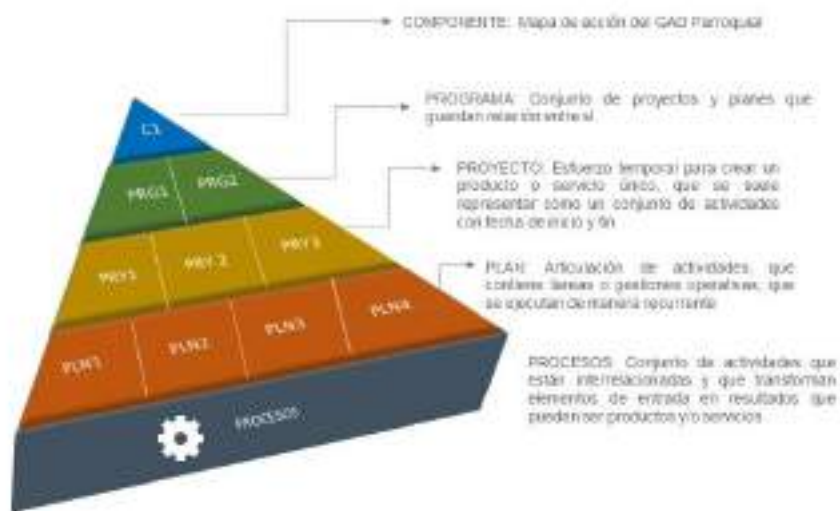 COMPONENTE: Mapa de acción del GAD Parroquial
C1
PROGRAMA: Conjunto de proyectos y planes que
guardan relación entre sí
PRG1 PRG2
PROYECTO: Esfuerzo temporal para crear un
producto o servicio único, que se suele
representar como un conjunto de actividades
con fechas de inicio y fin
PRY1 PRY 2 PRY3
PLAN: Articulación de actividades, que
contiene tareas o gestiones operativas, que
se ejecutan de manera recurrente
PLN1 PLN2 PLN3 PLN4
PROCESOS: Conjunto de actividades que
están interrelacionadas y que transforman
elementos de entrada en resultados que
puedan ser productos y/o servicios
PROCESOS